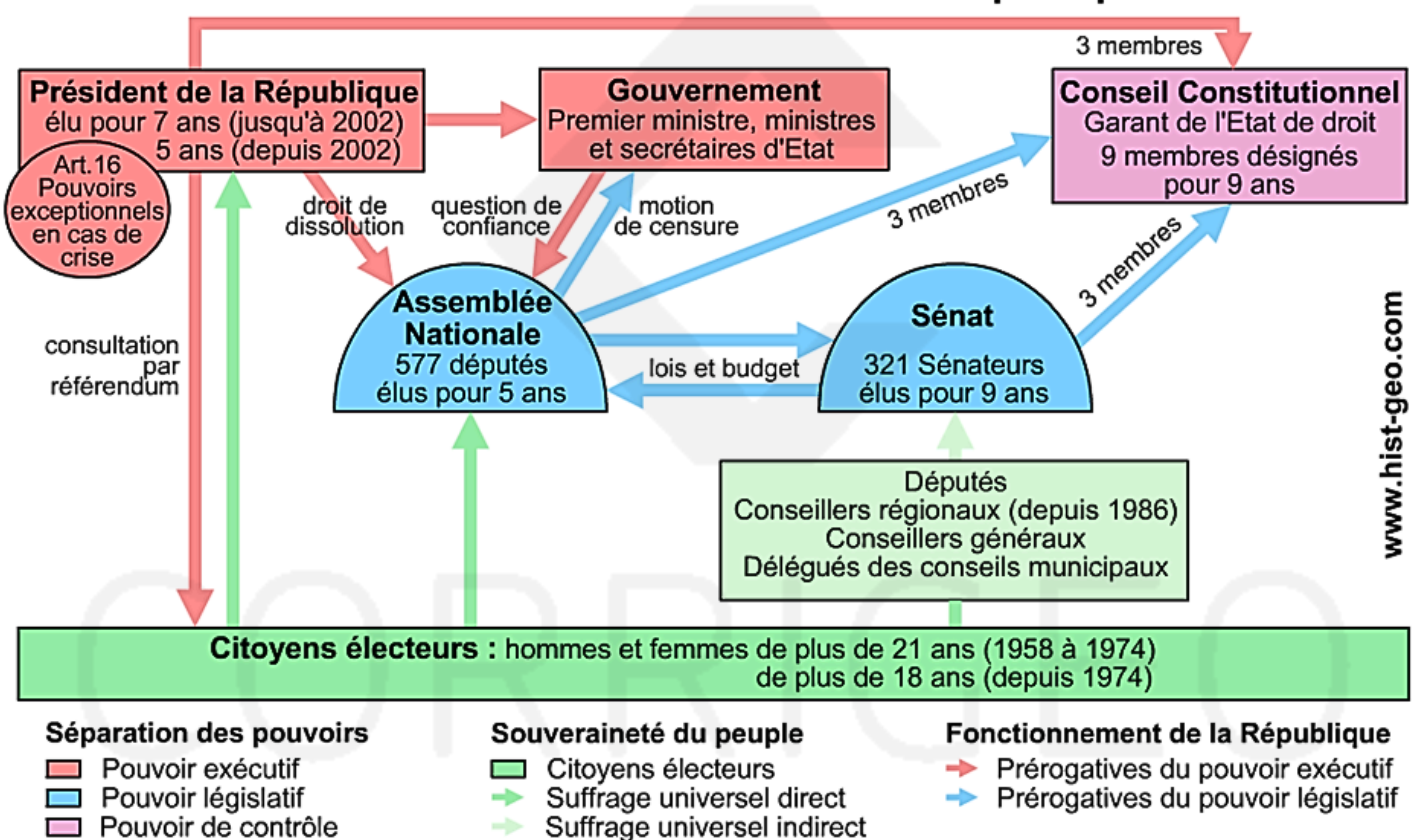 3 membres
Président de la République
élu pour 7 ans (jusqu'à 2002)
5 ans (depuis 2002)
Art.16
Pouvoirs
exceptionnels
en cas de
crise
Gouvernement
Premier ministre, ministres
et secrétaires d'Etat
Conseil Constitutionnel
Garant de l'Etat de droit
9 membres désignés
pour 9 ans
droit de
dissolution
question de
confiance
motion
de censure
3 membres
3 membres
consultation
par
référendum
Assemblée
Nationale
577 députés
élus pour 5 ans
lois et budget
Sénat
321 Sénateurs
élus pour 9 ans
www.hist-geo.com
Députés
Conseillers régionaux (depuis 1986)
Conseillers généraux
Délégués des conseils municipaux
Citoyens électeurs : hommes et femmes de plus de 21 ans (1958 à 1974)
de plus de 18 ans (depuis 1974)
CORRIGEO
Séparation des pouvoirs
Pouvoir exécutif
Pouvoir législatif
Pouvoir de contrôle
Souveraineté du peuple
Citoyens électeurs
Suffrage universel direct
Suffrage universel indirect
Fonctionnement de la République
Prérogatives du pouvoir exécutif
Prérogatives du pouvoir législatif